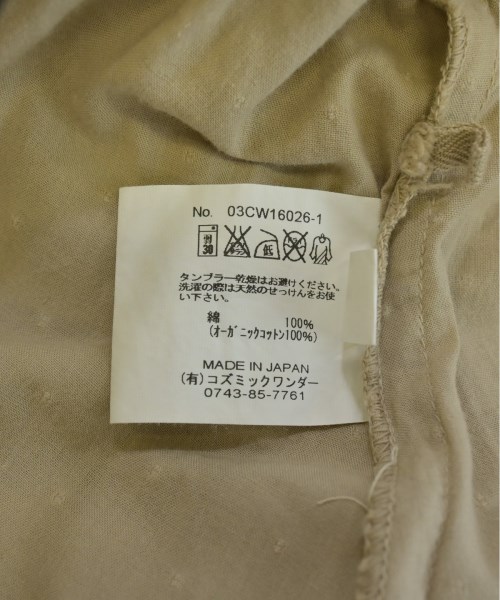 No. 03CW16026-1
弱 30 低
タンブラー乾燥はお避けください。
洗濯の際は天然のせっけんをお使
い下さい。
綿 100%
(オーガニックコットン100%)
MADE IN JAPAN
(有)コズミックワンダー
0743-85-7761